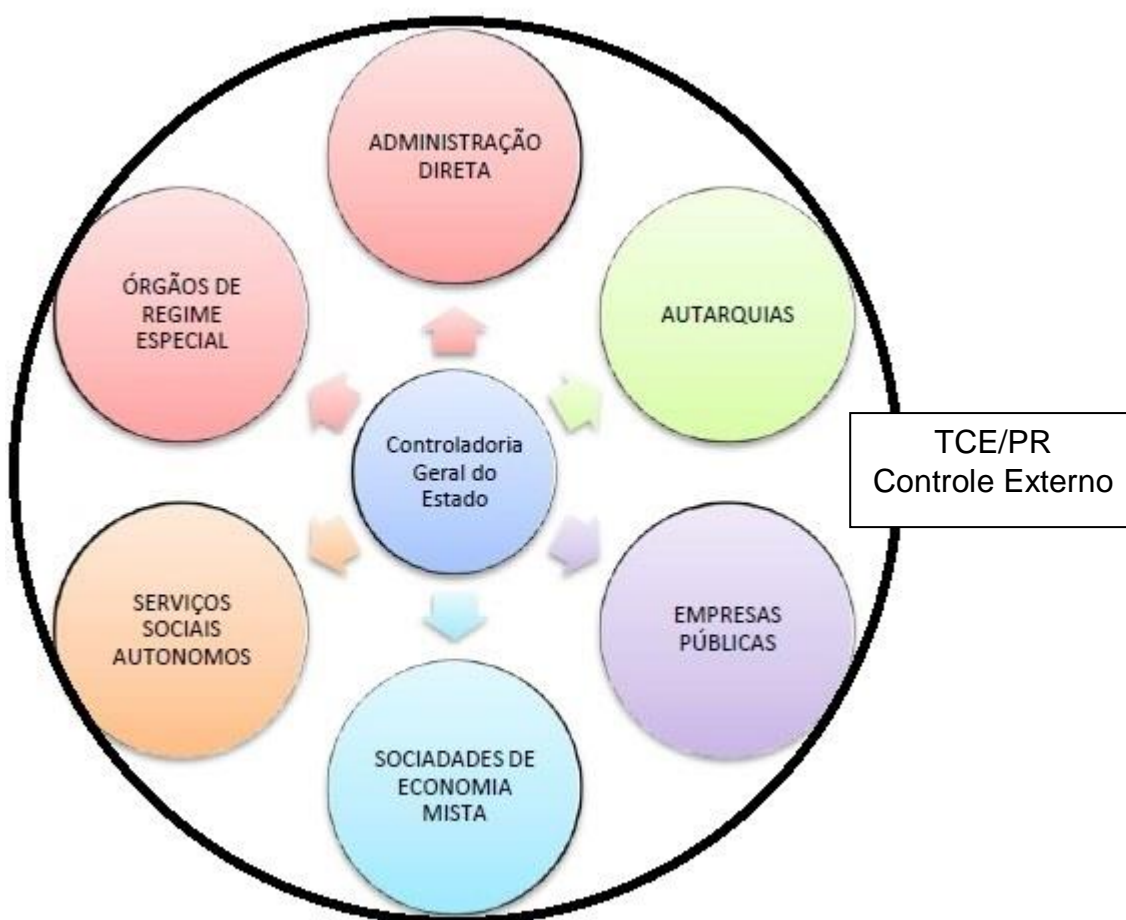 ADMINISTRAÇÃO
DIRETA
ÓRGÃOS DE
REGIME
ESPECIAL
AUTARQUIAS
Controladoria
Geral do
Estado
TCE/PR
Controle Externo
SERVIÇOS
SOCIAIS
AUTONOMOS
EMPRESAS
PÚBLICAS
SOCIADADES DE
ECONOMIA
MISTA